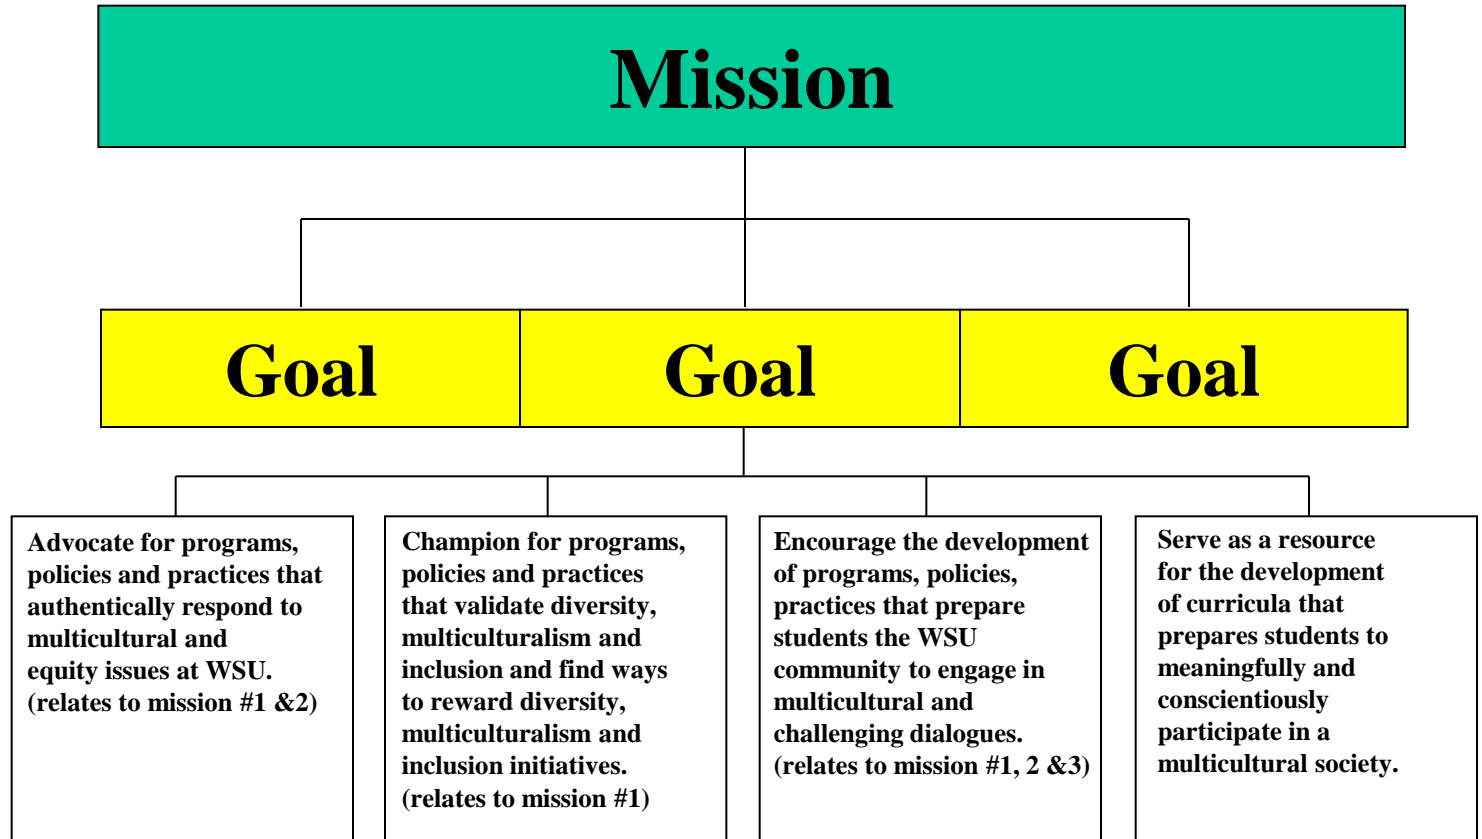 Mission
Goal
Goal
Goal
Advocate for programs,
policies and practices that
authentically respond to
multicultural and
equity issues at WSU.
(relates to mission #1 &2)
Champion for programs,
policies and practices
that validate diversity,
multiculturalism and
inclusion and find ways
to reward diversity,
multiculturalism and
inclusion initiatives.
(relates to mission #1)
Encourage the development
of programs, policies,
practices that prepare
students the WSU
community to engage in
multicultural and
challenging dialogues.
(relates to mission #1, 2 &3)
Serve as a resource
for the development
of curricula that
prepares students to
meaningfully and
conscientiously
participate in a
multicultural society.